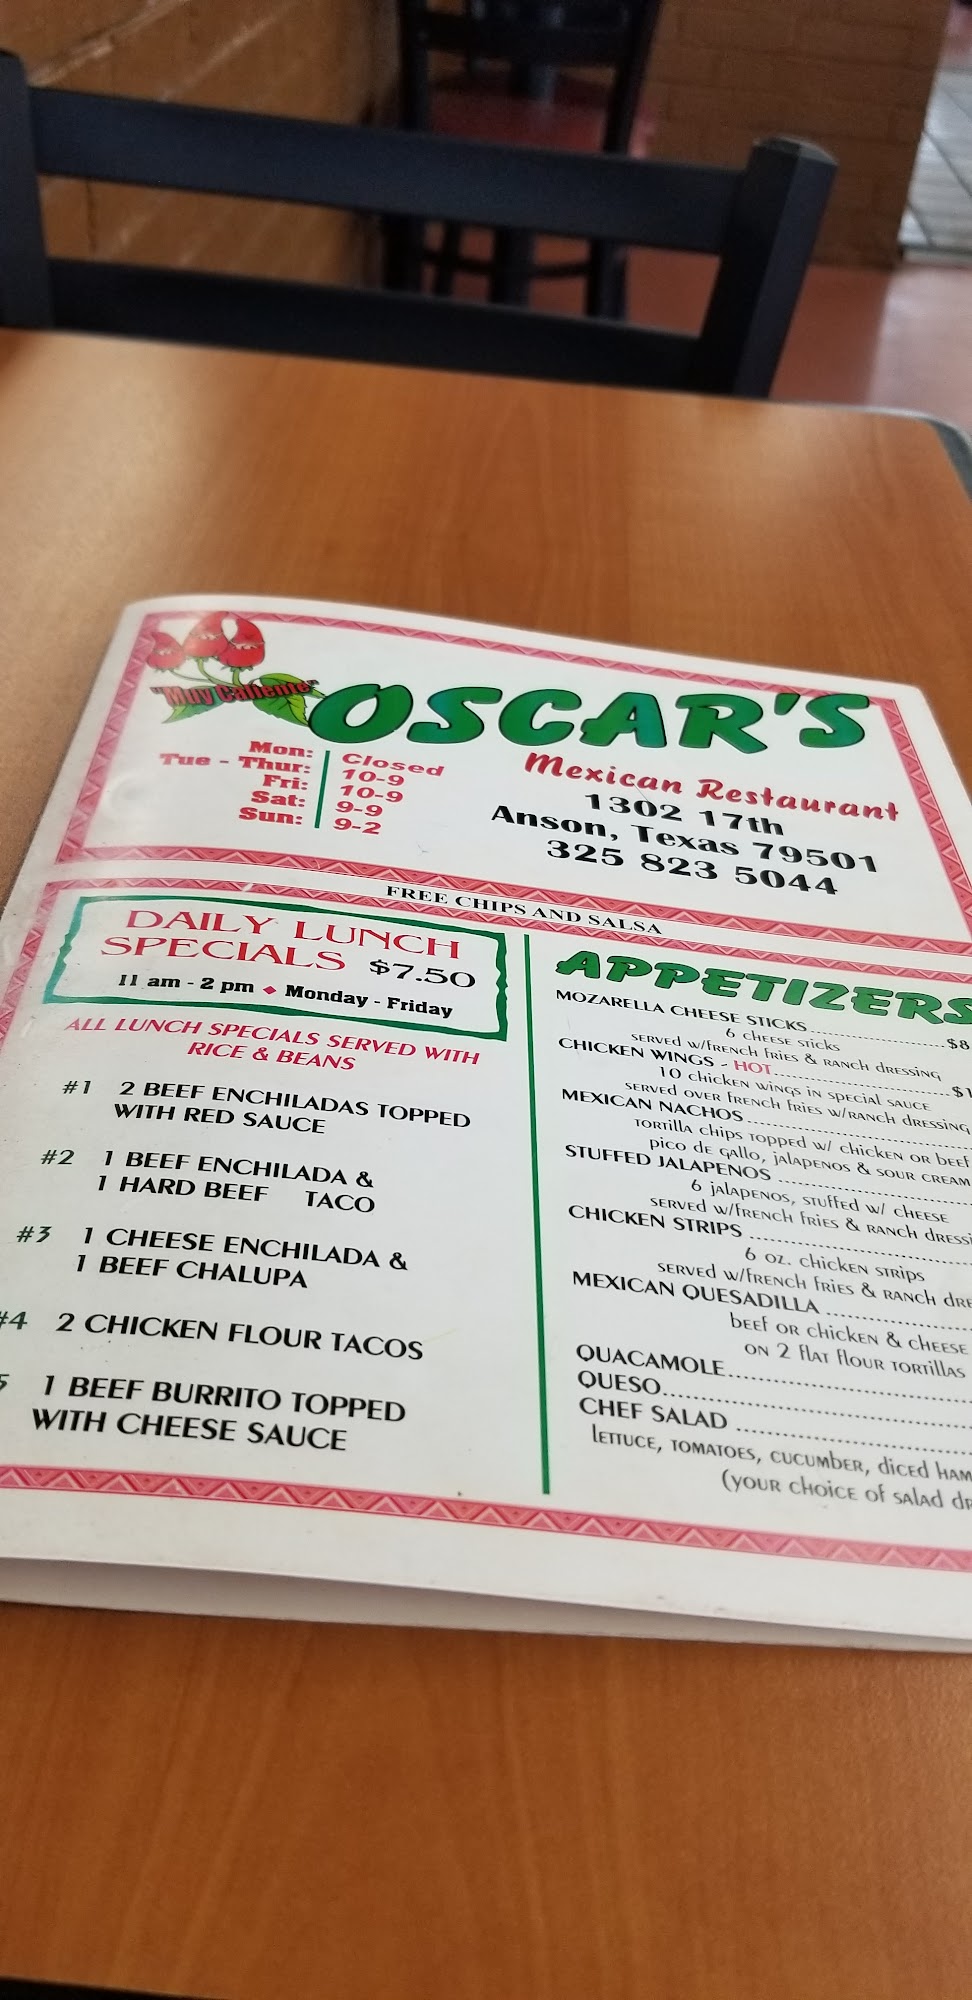 "Muy Caliente"
OSCAR'S
Mexican Restaurant
1302 17th
Anson, Texas 79501
325 823 5044
Mon: Closed
Tue - Thur: 10-9
Fri: 10-9
Sat: 9-9
Sun: 9-2
FREE CHIPS AND SALSA
DAILY LUNCH
SPECIALS $7.50
11 am - 2 pm ♦ Monday - Friday
ALL LUNCH SPECIALS SERVED WITH
RICE & BEANS
#1 2 BEEF ENCHILADAS TOPPED
WITH RED SAUCE
#2 1 BEEF ENCHILADA &
1 HARD BEEF TACO
#3 1 CHEESE ENCHILADA &
1 BEEF CHALUPA
#4 2 CHICKEN FLOUR TACOS
5 1 BEEF BURRITO TOPPED
WITH CHEESE SAUCE
APPETIZERS
MOZARELLA CHEESE STICKS....................$8
6 CHEESE STICKS
SERVED W/FRENCH FRIES & RANCH DRESSING
CHICKEN WINGS - HOT....................$1
10 CHICKEN WINGS IN SPECIAL SAUCE
SERVED OVER FRENCH FRIES W/RANCH DRESSING
MEXICAN NACHOS....................
TORTILLA CHIPS TOPPED W/ CHICKEN OR BEEF
PICO DE GALLO, JALAPENOS & SOUR CREAM
STUFFED JALAPENOS ....................
6 JALAPENOS, STUFFED W/ CHEESE
SERVED W/FRENCH FRIES & RANCH DRESSI
CHICKEN STRIPS ....................
6 OZ. CHICKEN STRIPS
SERVED W/FRENCH FRIES & RANCH DRE
MEXICAN QUESADILLA ....................
BEEF OR CHICKEN & CHEESE
ON 2 FLAT FLOUR TORTILLAS
QUACAMOLE....................
QUESO....................
CHEF SALAD ....................
LETTUCE, TOMATOES, CUCUMBER, DICED HAM
(YOUR CHOICE OF SALAD DR